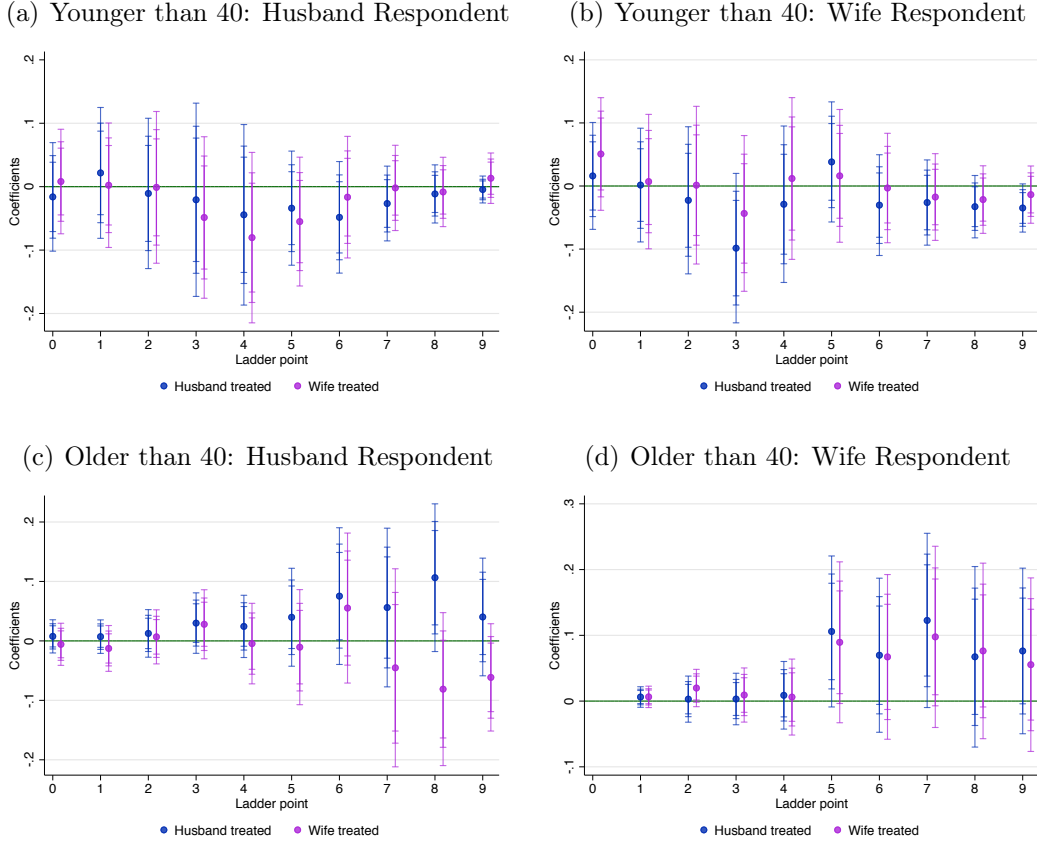 (a) Younger than 40: Husband Respondent
Coefficients
.2
.1
0
-.1
-.2
0 1 2 3 4 5 6 7 8 9
Ladder point
Husband treated Wife treated
(b) Younger than 40: Wife Respondent
Coefficients
.2
.1
0
-.1
-.2
0 1 2 3 4 5 6 7 8 9
Ladder point
Husband treated Wife treated
(c) Older than 40: Husband Respondent
Coefficients
.2
.1
0
-.1
-.2
0 1 2 3 4 5 6 7 8 9
Ladder point
Husband treated Wife treated
(d) Older than 40: Wife Respondent
Coefficients
.3
.2
.1
0
-.1
0 1 2 3 4 5 6 7 8 9
Ladder point
Husband treated Wife treated